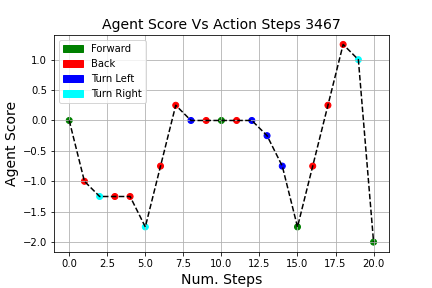 Agent Score Vs Action Steps 3467
Forward
Back
Turn Left
Turn Right
1.0
0.5
0.0
−0.5
−1.0
−1.5
−2.0
Agent Score
0.0 2.5 5.0 7.5 10.0 12.5 15.0 17.5 20.0
Num. Steps